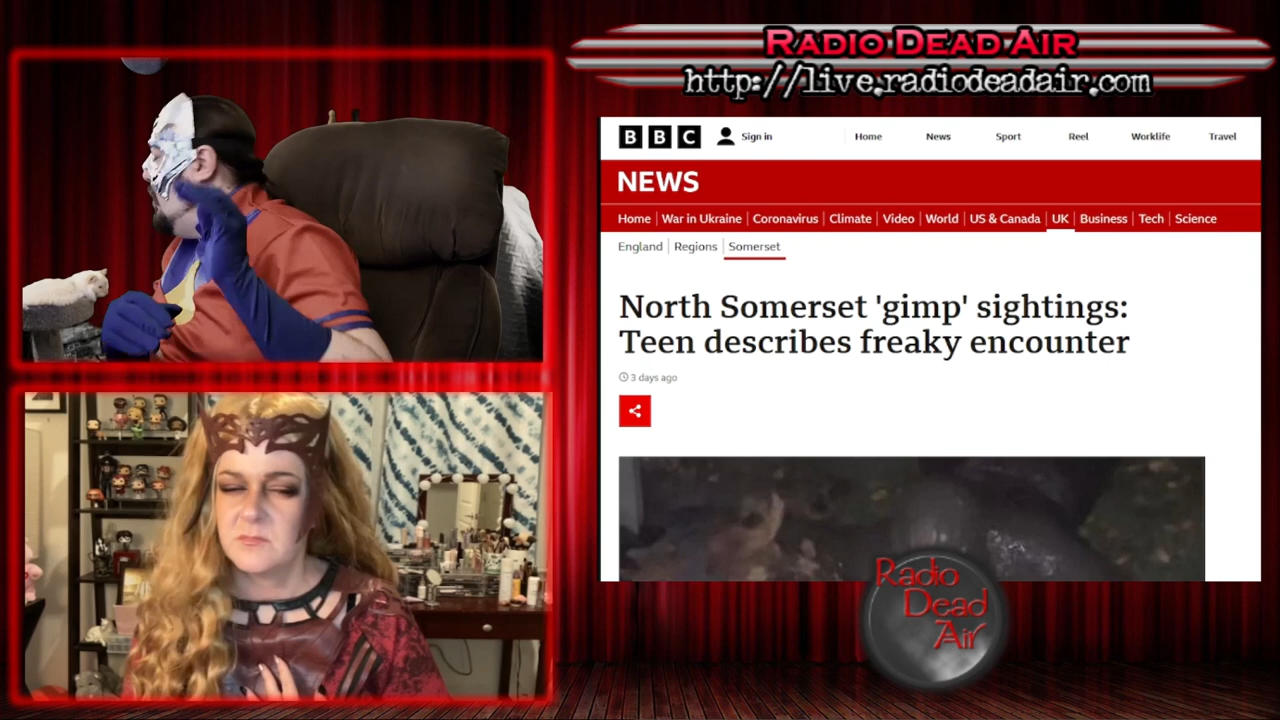 RADIO DEAD AIR
http://live.radiodeadair.com
BBC Sign in Home News Sport Reel Worklife Travel
NEWS
Home War in Ukraine Coronavirus Climate Video World US & Canada UK Business Tech Science
England Regions Somerset
North Somerset 'gimp' sightings:
Teen describes freaky encounter
3 days ago
Radio
Dead
Air